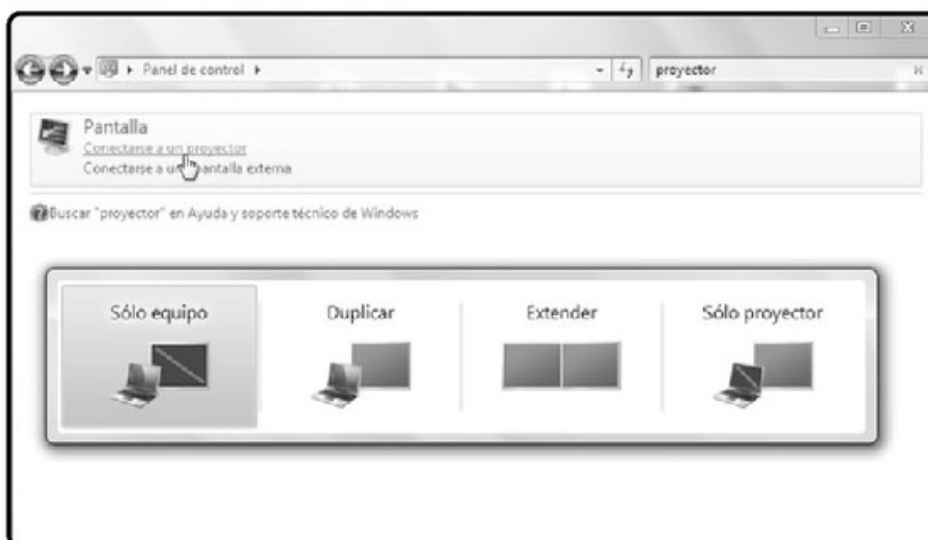 Panel de control
proyector
Pantalla
Conectarse a un proyector
Conectarse a un pantalla externa
Buscar "proyector" en Ayuda y soporte técnico de Windows
Sólo equipo
Duplicar
Extender
Sólo proyector